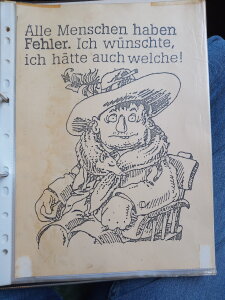 Alle Menschen haben
Fehler. Ich wünschte,
ich hätte auch welche!